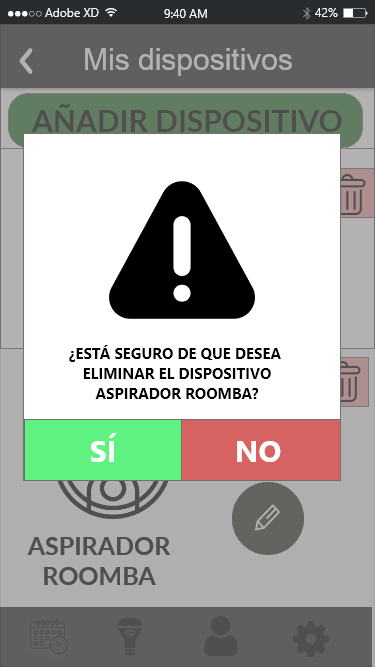 Adobe XD 9:40 AM 42%
Mis dispositivos
AÑADIR DISPOSITIVO
¿ESTÁ SEGURO DE QUE DESEA
ELIMINAR EL DISPOSITIVO
ASPIRADOR ROOMBA?
SÍ NO
ASPIRADOR
ROOMBA